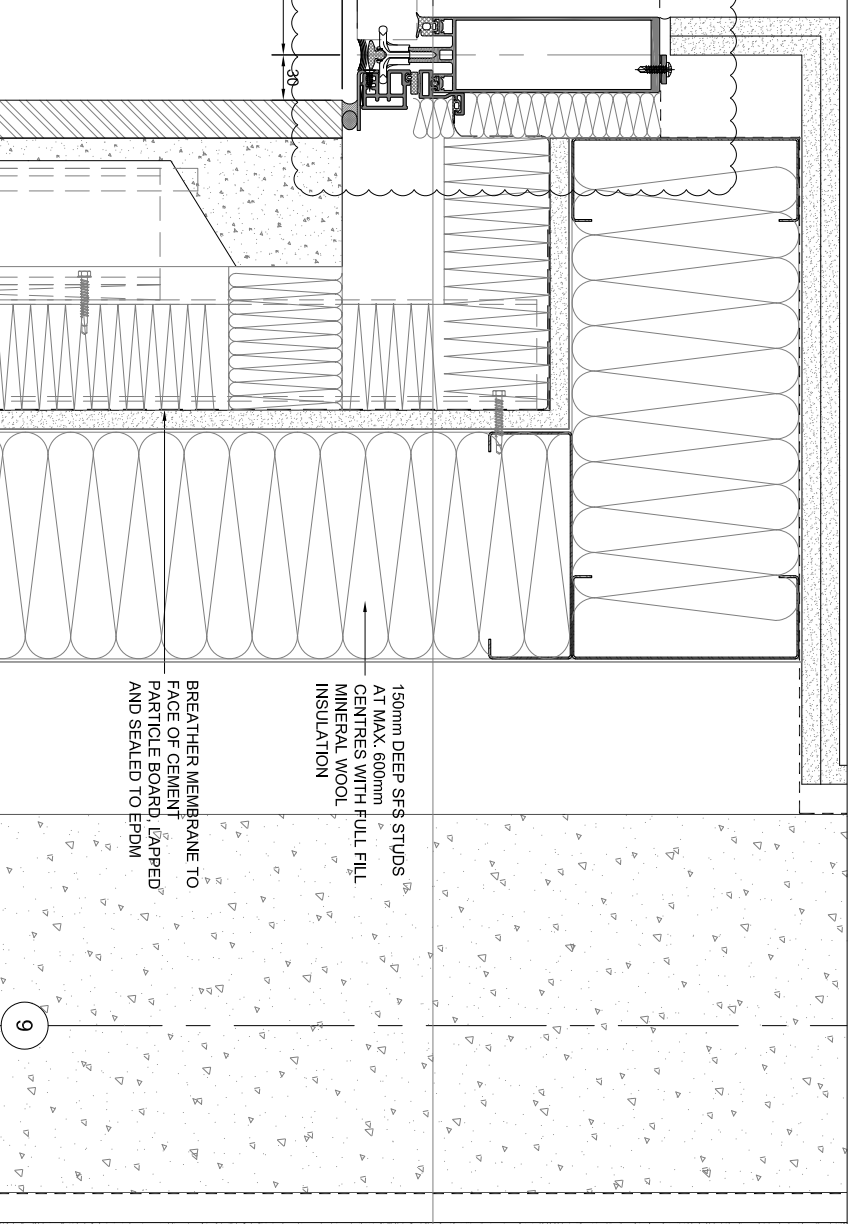 30
150mm DEEP SFS STUDS
AT MAX. 600mm
CENTRES WITH FULL FILL
MINERAL WOOL
INSULATION
BREATHER MEMBRANE TO
FACE OF CEMENT
PARTICLE BOARD, LAPPED
AND SEALED TO EPDM
9